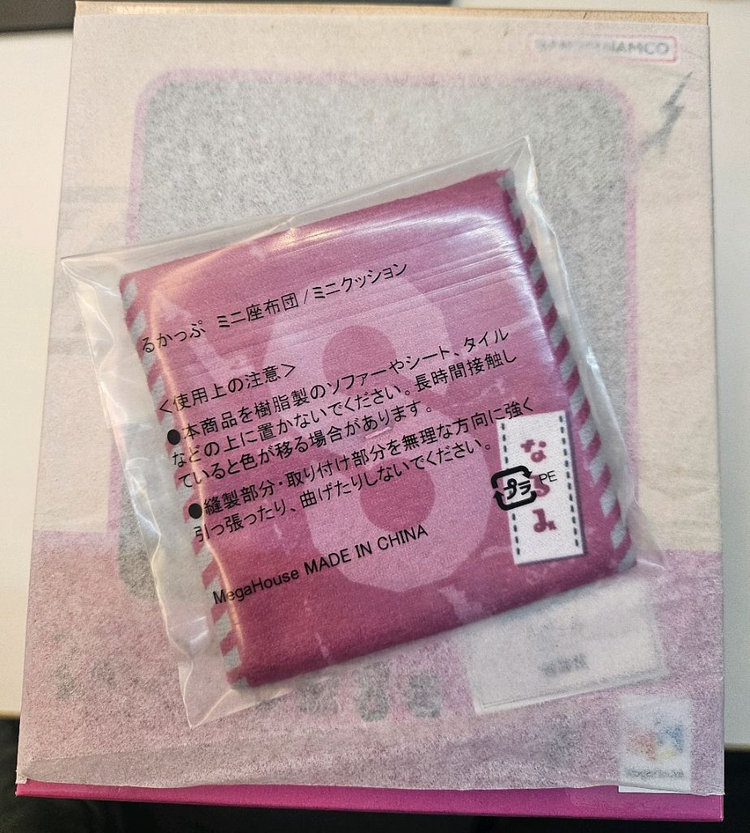 るかっぷ ミニ座布団/ミニクッション
<使用上の注意>
●本商品を樹脂製のソファーやシート、タイル
などの上に置かないでください。長時間接触し
ていると色が移る場合があります。
●縫製部分・取り付け部分を無理な方向に強く
引っ張ったり、曲げたりしないでください。
プラ PE
MegaHouse MADE IN CHINA
8